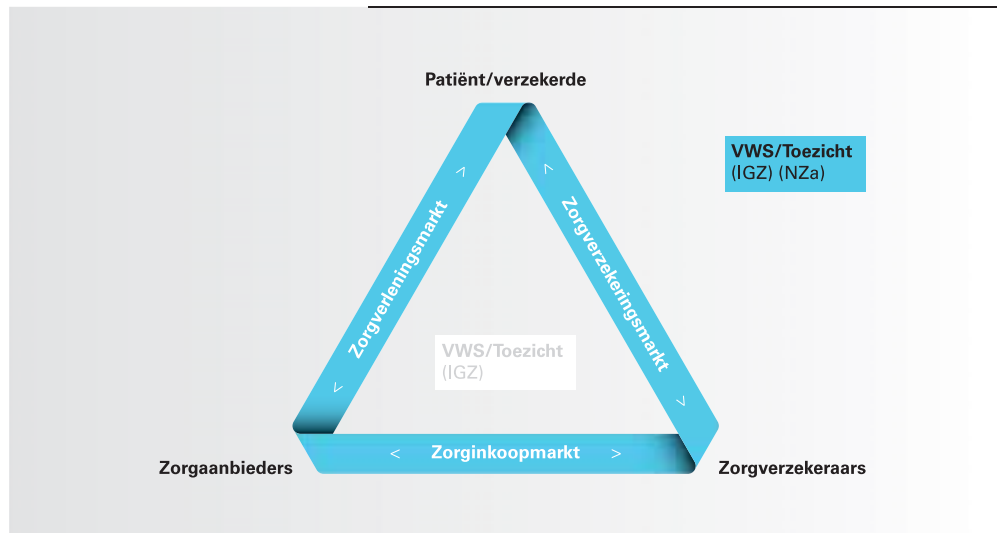 Patiënt/verzekerde
VWS/Toezicht
(IGZ) (NZa)
Zorgverleningsmarkt
Zorgverzekeringsmarkt
VWS/Toezicht
(IGZ)
< Zorginkoopmarkt >
Zorgaanbieders
Zorgverzekeraars